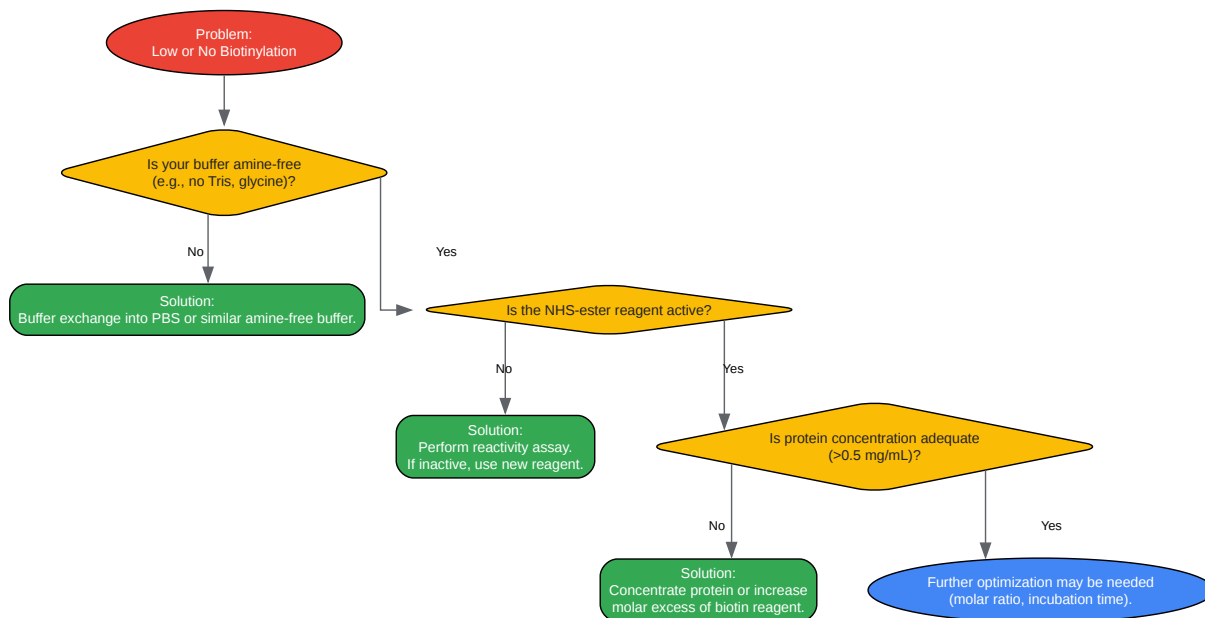 Problem:
Low or No Biotinylation
Is your buffer amine-free
(e.g., no Tris, glycine)?
No
Yes
Solution:
Buffer exchange into PBS or similar amine-free buffer.
Is the NHS-ester reagent active?
No
Yes
Solution:
Perform reactivity assay.
If inactive, use new reagent.
Is protein concentration adequate
(>0.5 mg/mL)?
No
Yes
Solution:
Concentrate protein or increase
molar excess of biotin reagent.
Further optimization may be needed
(molar ratio, incubation time).